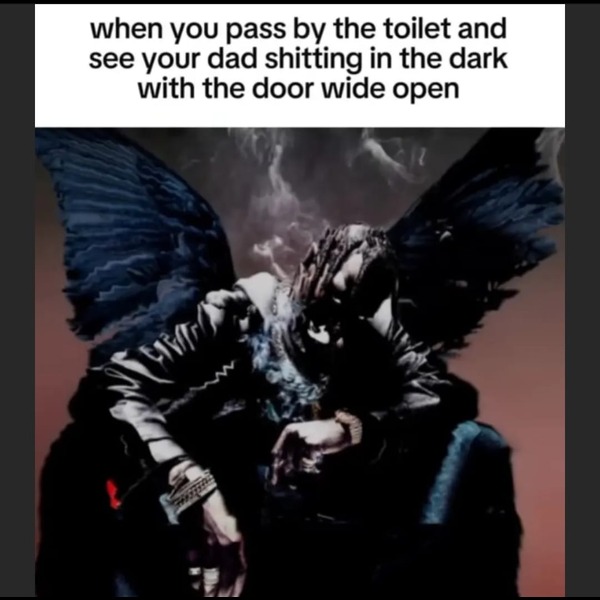 when you pass by the toilet and
see your dad shitting in the dark
with the door wide open